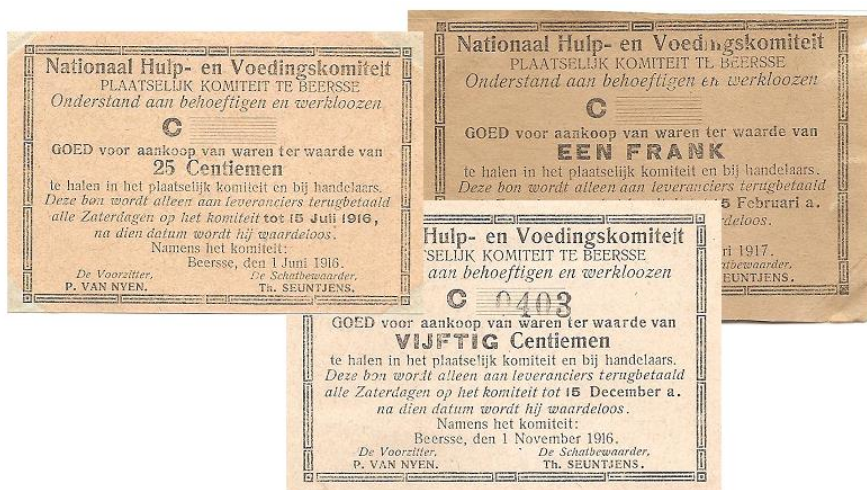 Nationaal Hulp- en Voedingskomiteit
PLAATSELIJK KOMITEIT TE BEERSSE
Onderstand aan behoeftigen en werkloozen
C
GOED voor aankoop van waren ter waarde van
25 Centiemen
te halen in het plaatselijk komiteit en bij handelaars.
Deze bon wordt alleen aan leveranciers terugbetaald
alle Zaterdagen op het komiteit tot 15 Juli 1916,
na dien datum wordt hij waardeloos.
Namens het komiteit:
Beersse, den 1 Juni 1916.
De Voorzitter, De Schatbewaarder,
P. VAN NYEN. Th. SEUNTJENS.
Nationaal Hulp- en Voedingskomiteit
PLAATSELIJK KOMITEIT TE BEERSSE
Onderstand aan behoeftigen en werkloozen
C
GOED voor aankoop van waren ter waarde van
EEN FRANK
te halen in het plaatselijk komiteit en bij handelaars.
Deze bon wordt alleen aan leveranciers terugbetaald
5 Februari a.
1917.
SEUNTJENS.
Hulp- en Voedingskomiteit
KOMITEIT TE BEERSSE
aan behoeftigen en werkloozen
C 0403
GOED voor aankoop van waren ter waarde van
VIJFTIG Centiemen
te halen in het plaatselijk komiteit en bij handelaars.
Deze bon wordt alleen aan leveranciers terugbetaald
alle Zaterdagen op het komiteit tot 15 December a.
na dien datum wordt hij waardeloos.
Namens het komiteit:
Beersse, den 1 November 1916.
De Voorzitter, De Schatbewaarder,
P. VAN NYEN. Th. SEUNTJENS.